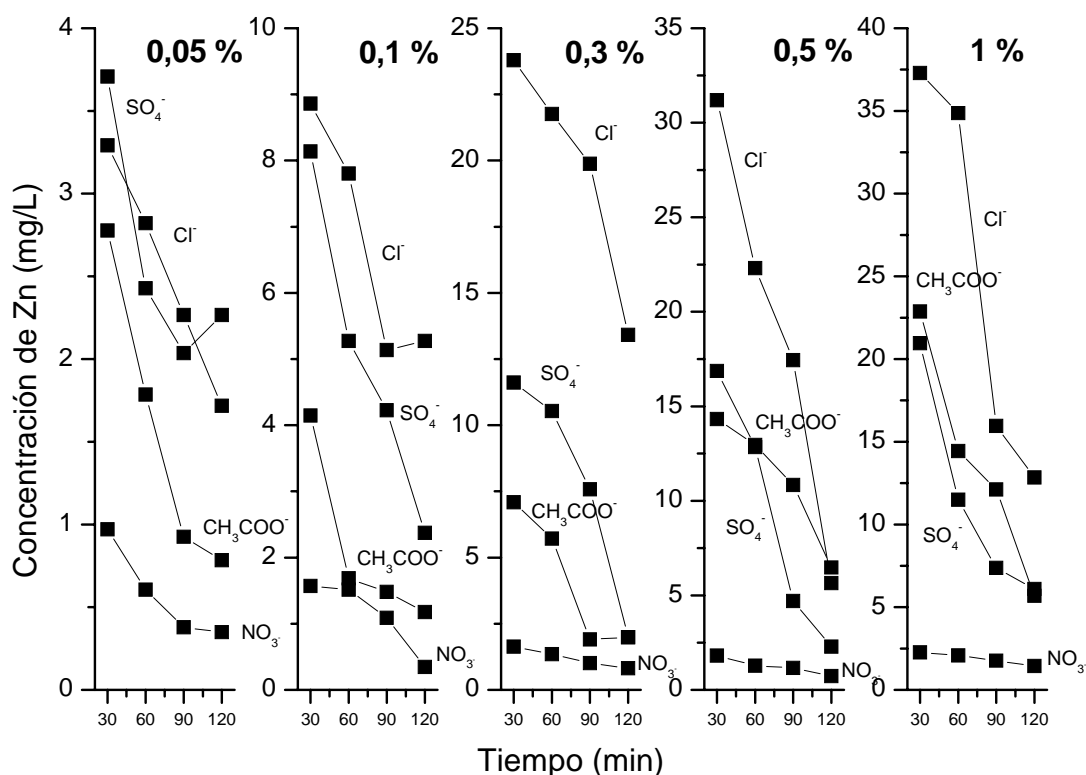 Concentración de Zn (mg/L)
0,05 %
4
3
2
1
0
SO₄⁻
Cl⁻
CH₃COO⁻
NO₃⁻
30 60 90 120
0,1 %
10
8
6
4
2
0
Cl⁻
SO₄⁻
CH₃COO⁻
NO₃⁻
30 60 90 120
0,3 %
25
20
15
10
5
0
Cl⁻
SO₄⁻
CH₃COO⁻
NO₃⁻
30 60 90 120
0,5 %
35
30
25
20
15
10
5
0
Cl⁻
CH₃COO⁻
SO₄⁻
NO₃⁻
30 60 90 120
1 %
40
35
30
25
20
15
10
5
0
Cl⁻
CH₃COO⁻
SO₄⁻
NO₃⁻
30 60 90 120
Tiempo (min)